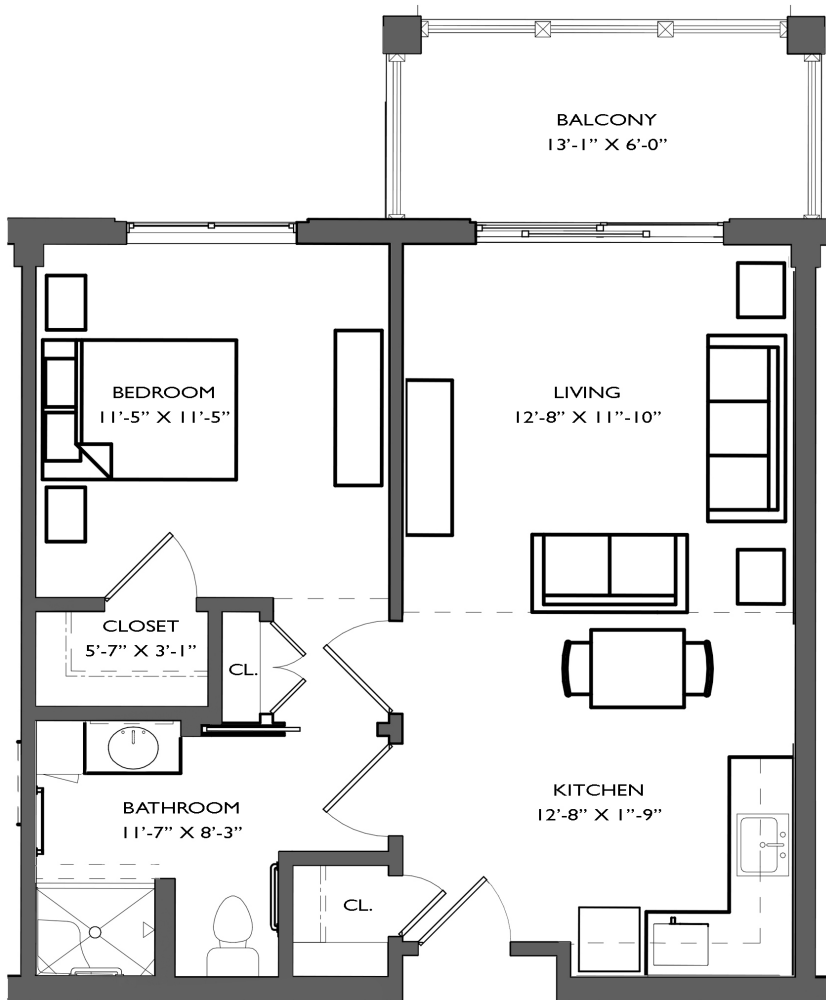 BALCONY
13'-1" X 6'-0"
BEDROOM
11'-5" X 11'-5"
LIVING
12'-8" X 11"-10"
CLOSET
5'-7" X 3'-1"
CL.
KITCHEN
12'-8" X 1"-9"
BATHROOM
11'-7" X 8'-3"
CL.